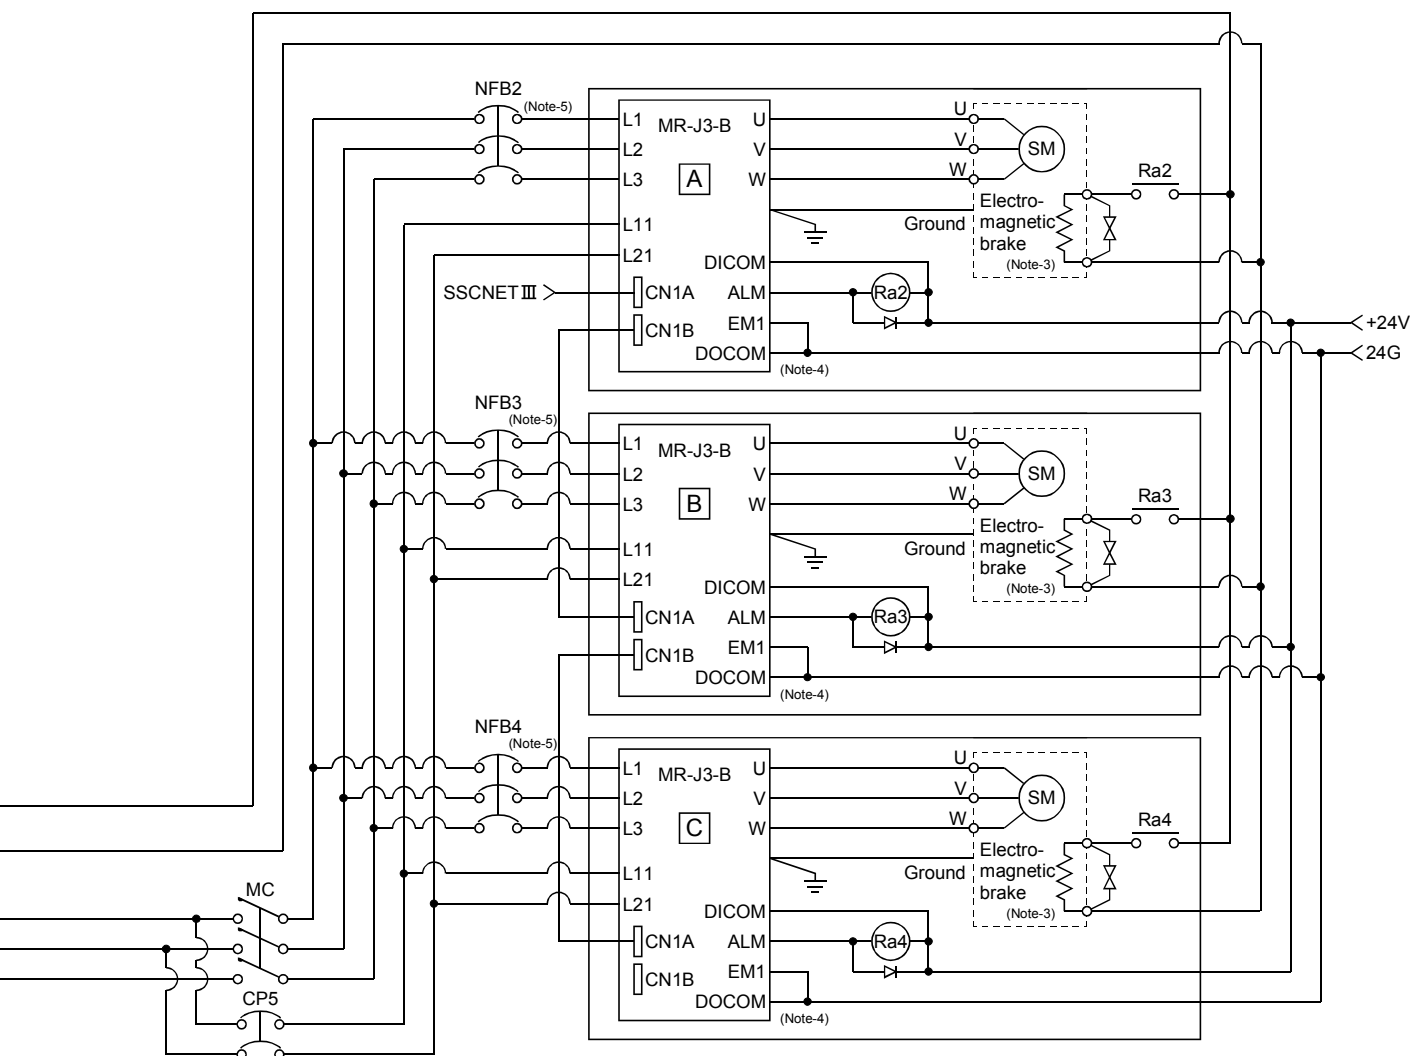 NFB2
(Note-5)
L1 MR-J3-B U U
L2 V V SM
L3 A W W
Ra2
L11
Ground
Electro-
magnetic
brake
(Note-3)
L21
DICOM
SSCNETⅢ CN1A ALM Ra2
CN1B EM1 +24V
DOCOM 24G
(Note-4)
NFB3
(Note-5)
L1 MR-J3-B U U
L2 V V SM
L3 B W W
Ra3
L11
Ground
Electro-
magnetic
brake
(Note-3)
L21
DICOM
CN1A ALM Ra3
CN1B EM1
DOCOM
(Note-4)
NFB4
(Note-5)
L1 MR-J3-B U U
L2 V V SM
L3 C W W
Ra4
L11
Ground
Electro-
magnetic
brake
(Note-3)
MC
L21
DICOM
CN1A ALM Ra4
CN1B EM1
CP5
DOCOM
(Note-4)